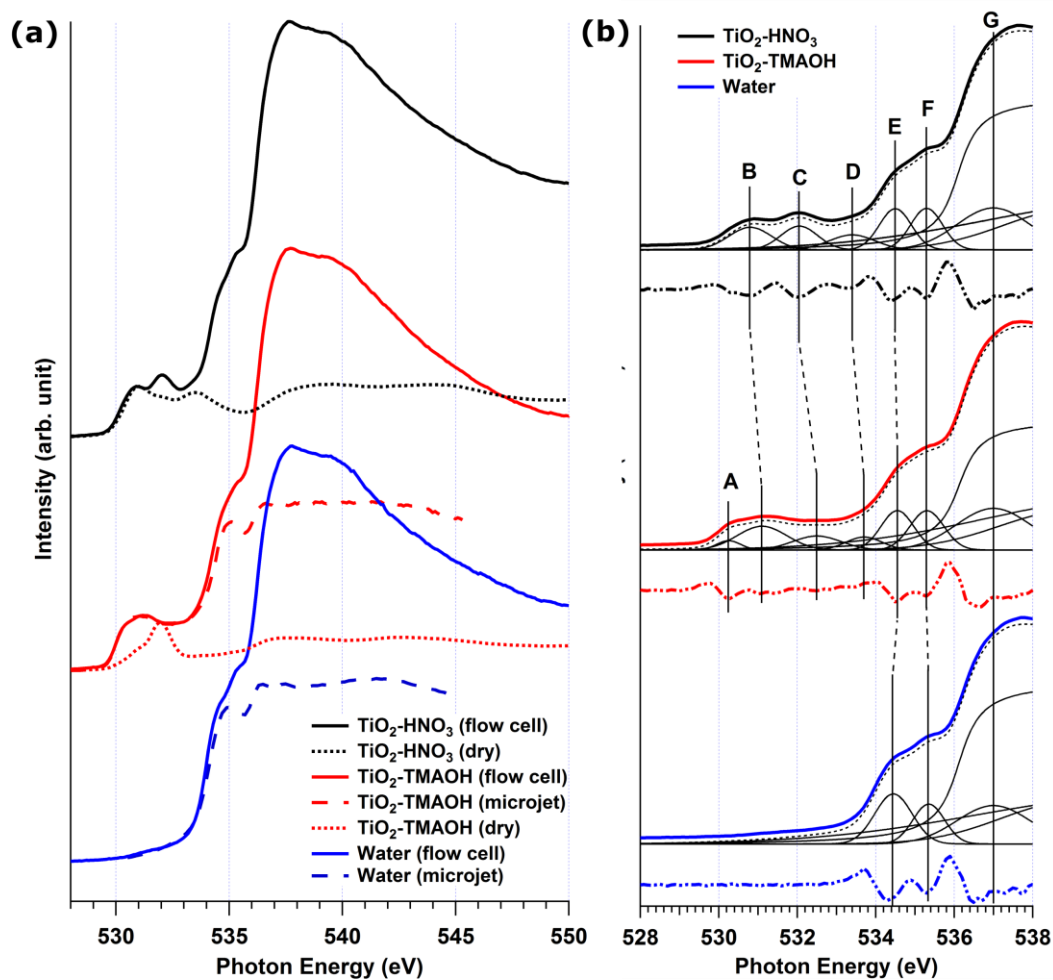 (a)
Intensity (arb. unit)
TiO2-HNO3 (flow cell)
TiO2-HNO3 (dry)
TiO2-TMAOH (flow cell)
TiO2-TMAOH (microjet)
TiO2-TMAOH (dry)
Water (flow cell)
Water (microjet)
530 535 540 545 550
Photon Energy (eV)
(b)
TiO2-HNO3
TiO2-TMAOH
Water
G
E
F
B
C
D
A
528 530 532 534 536 538
Photon Energy (eV)